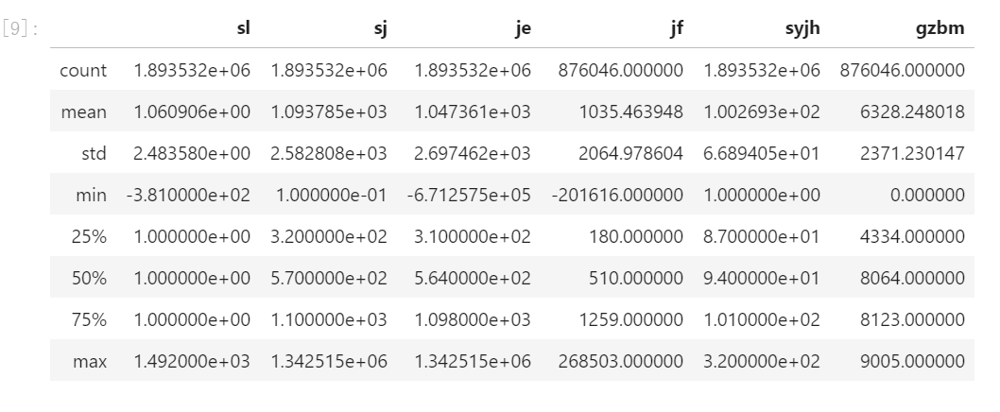 [9]:
sl sj je jf syjh gzbm
count 1.893532e+06 1.893532e+06 1.893532e+06 876046.000000 1.893532e+06 876046.000000
mean 1.060906e+00 1.093785e+03 1.047361e+03 1035.463948 1.002693e+02 6328.248018
std 2.483580e+00 2.582808e+03 2.697462e+03 2064.978604 6.689405e+01 2371.230147
min -3.810000e+02 1.000000e-01 -6.712575e+05 -201616.000000 1.000000e+00 0.000000
25% 1.000000e+00 3.200000e+02 3.100000e+02 180.000000 8.700000e+01 4334.000000
50% 1.000000e+00 5.700000e+02 5.640000e+02 510.000000 9.400000e+01 8064.000000
75% 1.000000e+00 1.100000e+03 1.098000e+03 1259.000000 1.010000e+02 8123.000000
max 1.492000e+03 1.342515e+06 1.342515e+06 268503.000000 3.200000e+02 9005.000000